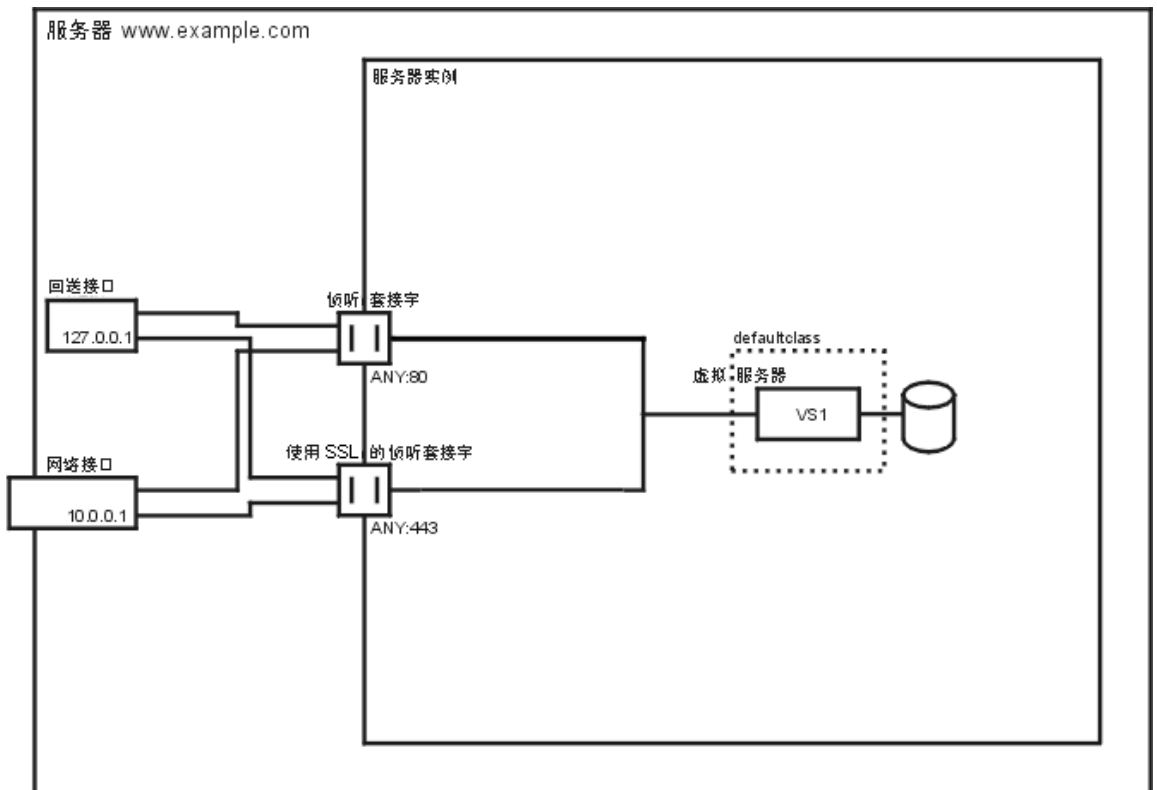 服务器 www.example.com
服务器实例
回送接口
127.0.0.1
侦听套接字
ANY:80
defaultclass
虚拟服务器
VS1
使用 SSL 的侦听套接字
ANY:443
网络接口
10.0.0.1